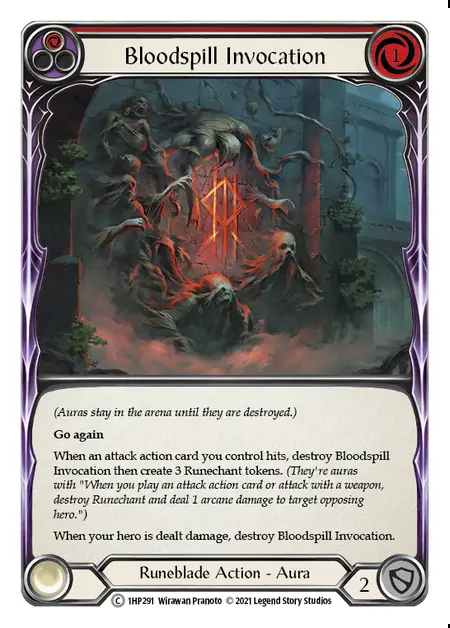 Bloodspill Invocation
1
(Auras stay in the arena until they are destroyed.)
Go again
When an attack action card you control hits, destroy Bloodspill
Invocation then create 3 Runechant tokens. (They're auras
with "When you play an attack action card or attack with a weapon,
destroy Runechant and deal 1 arcane damage to target opposing
hero.")
When your hero is dealt damage, destroy Bloodspill Invocation.
Runeblade Action - Aura
2
C 1HP291 Wirawan Pranoto © 2021 Legend Story Studios